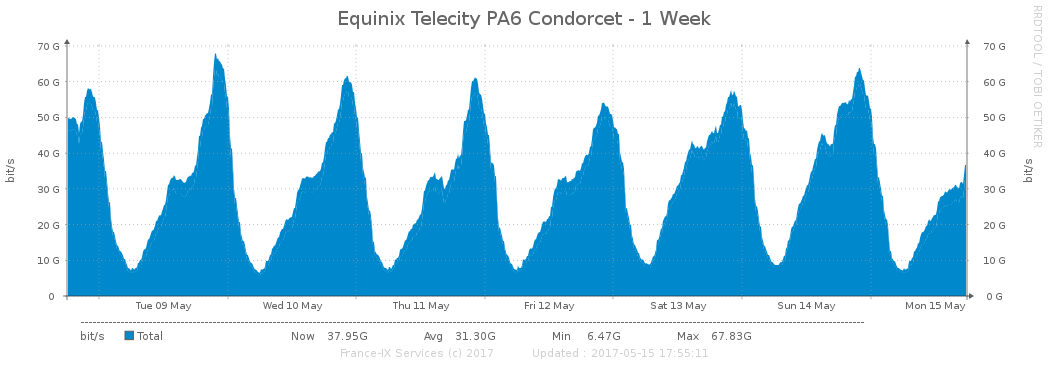 Equinix Telecity PA6 Condorcet - 1 Week
RRDTOOL / TOBI OETIKER
70 G 70 G
60 G 60 G
50 G 50 G
40 G 40 G
bit/s bit/s
30 G 30 G
20 G 20 G
10 G 10 G
0 0 G
Tue 09 May Wed 10 May Thu 11 May Fri 12 May Sat 13 May Sun 14 May Mon 15 May
bit/s Total Now 37.95G Avg 31.30G Min 6.47G Max 67.83G
France-IX Services (c) 2017 Updated : 2017-05-15 17:55:11